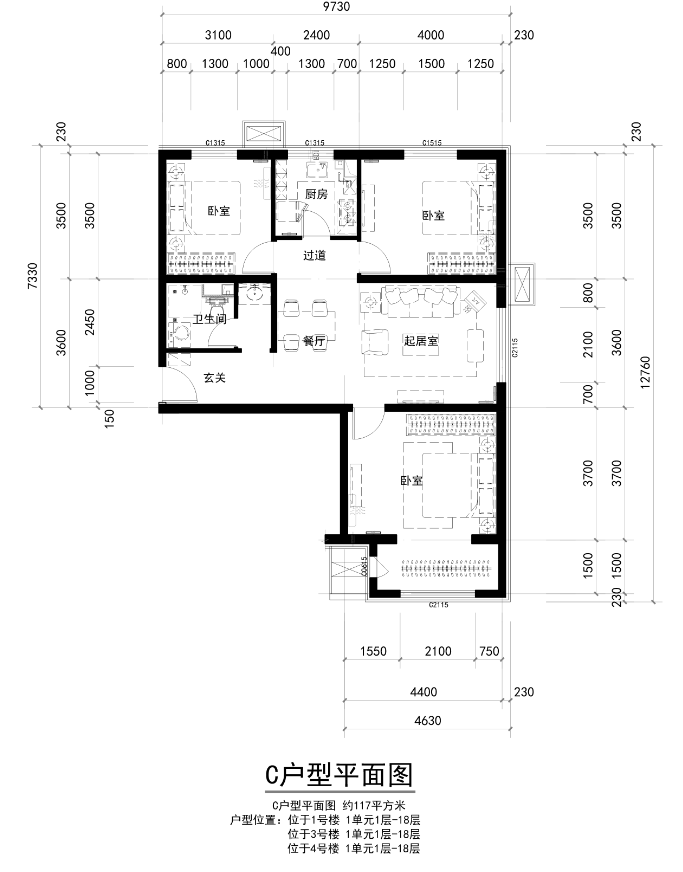 9730
3100 2400 4000 230
400
800 1300 1000 1300 700 1250 1500 1250
230 230
C1315 C1315 C1515
3500 3500 3500 3500
卧室 厨房 卧室
过道
7330
800
3600 2450 2100 3600
卫生间 餐厅 起居室 C2115
12760
玄关
1000 700
150
3700 3700
卧室
1500 1500
C0615
230
C2115
1550 2100 750
4400 230
4630
C户型平面图
C户型平面图 约117平方米
户型位置：位于1号楼 1单元1层-18层
位于3号楼 1单元1层-18层
位于4号楼 1单元1层-18层